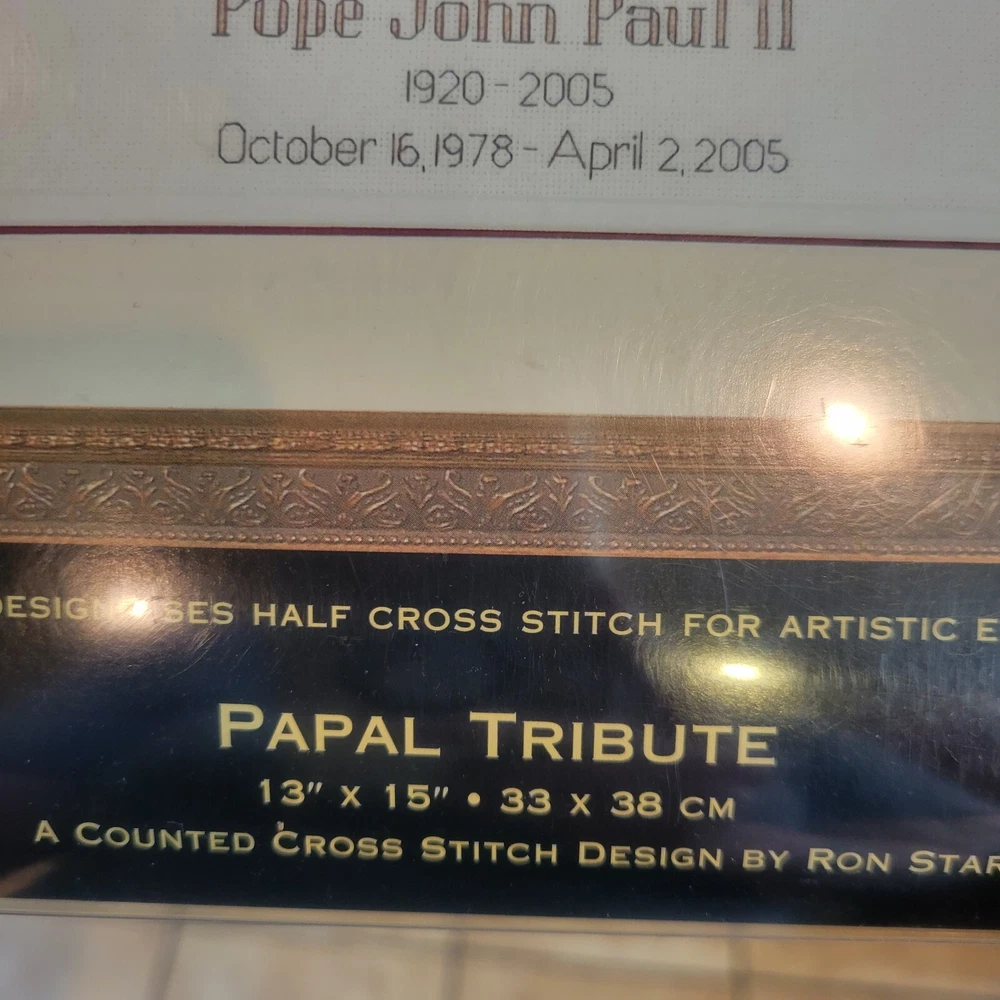 Pope John Paul II
1920 - 2005
October 16, 1978 - April 2, 2005
HALF CROSS STITCH FOR ARTISTIC
PAPAL TRIBUTE
13" X 15" • 33 X 38 CM
A COUNTED CROSS STITCH DESIGN BY RON